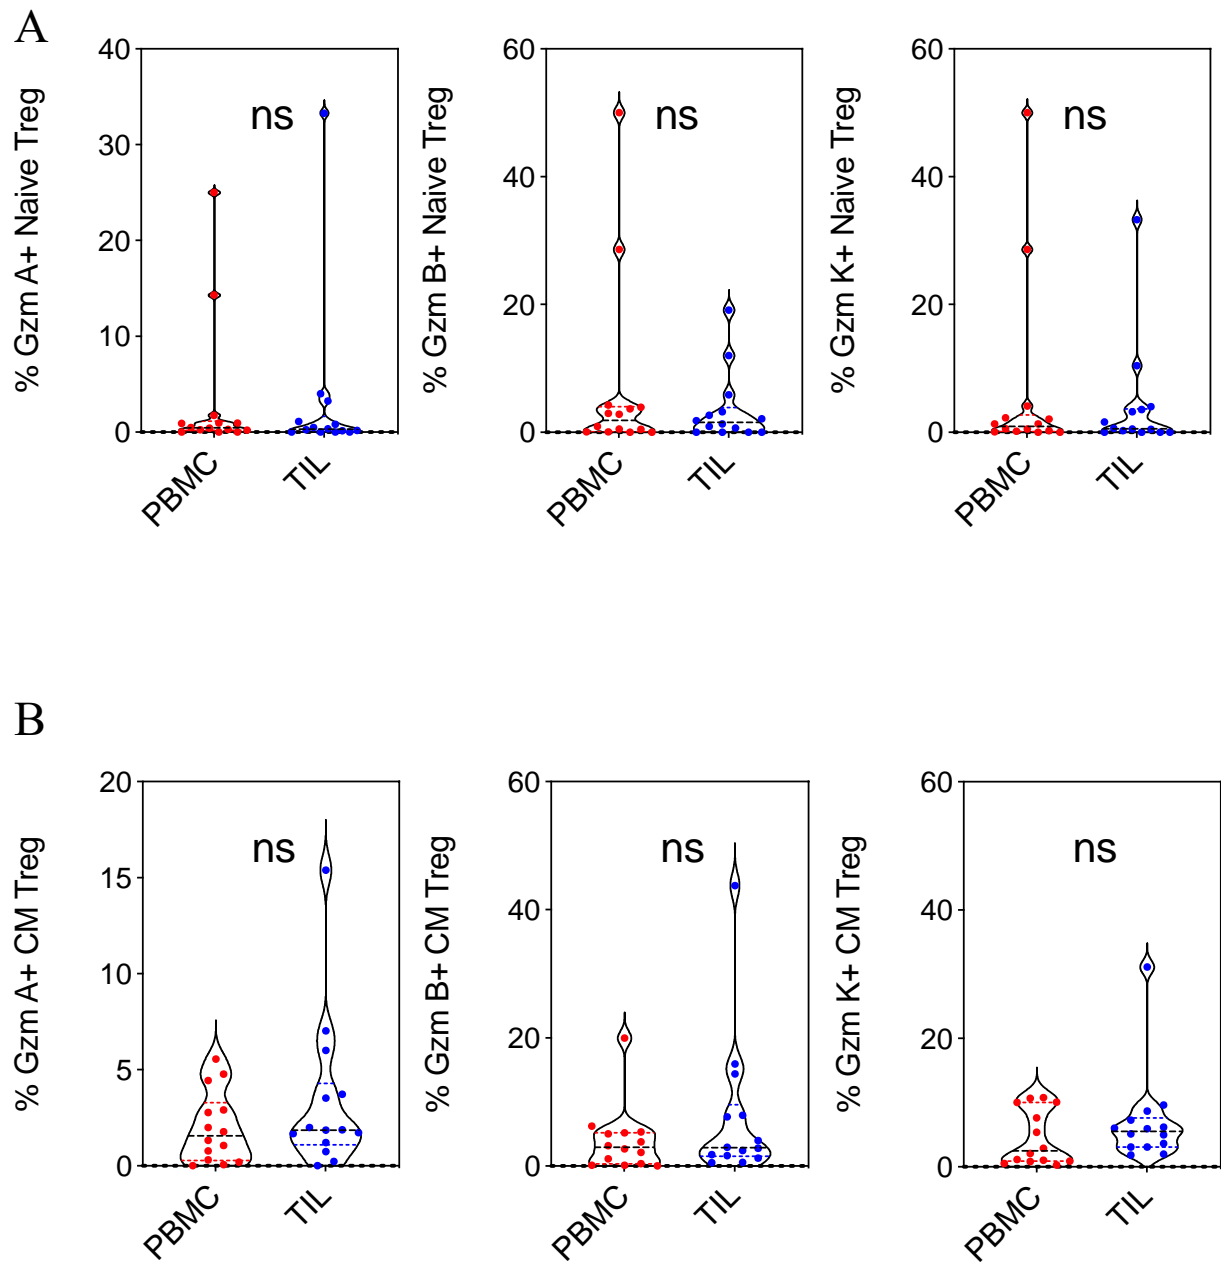 A
% Gzm A+ Naive Treg
40
30
20
10
0
ns
PBMC
TIL
% Gzm B+ Naive Treg
60
40
20
0
ns
PBMC
TIL
% Gzm K+ Naive Treg
60
40
20
0
ns
PBMC
TIL
B
% Gzm A+ CM Treg
20
15
10
5
0
ns
PBMC
TIL
% Gzm B+ CM Treg
60
40
20
0
ns
PBMC
TIL
% Gzm K+ CM Treg
60
40
20
0
ns
PBMC
TIL